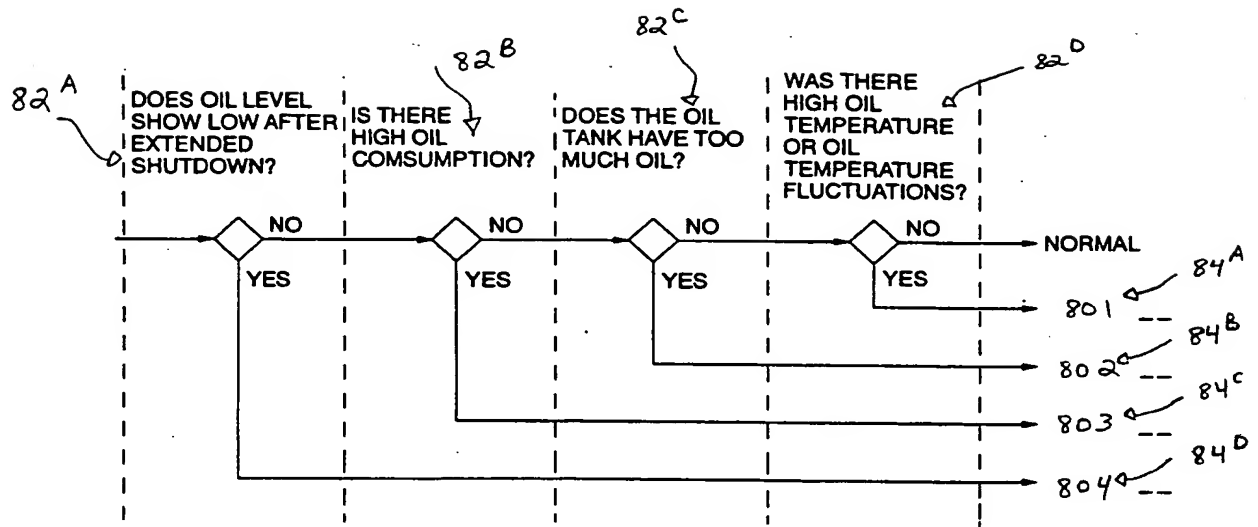 82^A
DOES OIL LEVEL
SHOW LOW AFTER
EXTENDED
SHUTDOWN?
82^B
IS THERE
HIGH OIL
COMSUMPTION?
82^C
DOES THE OIL
TANK HAVE TOO
MUCH OIL?
82^D
WAS THERE
HIGH OIL
TEMPERATURE
OR OIL
TEMPERATURE
FLUCTUATIONS?
NO
NO
NO
NO
NORMAL
YES
YES
YES
YES
801
84^A
802
84^B
803
84^C
804
84^D